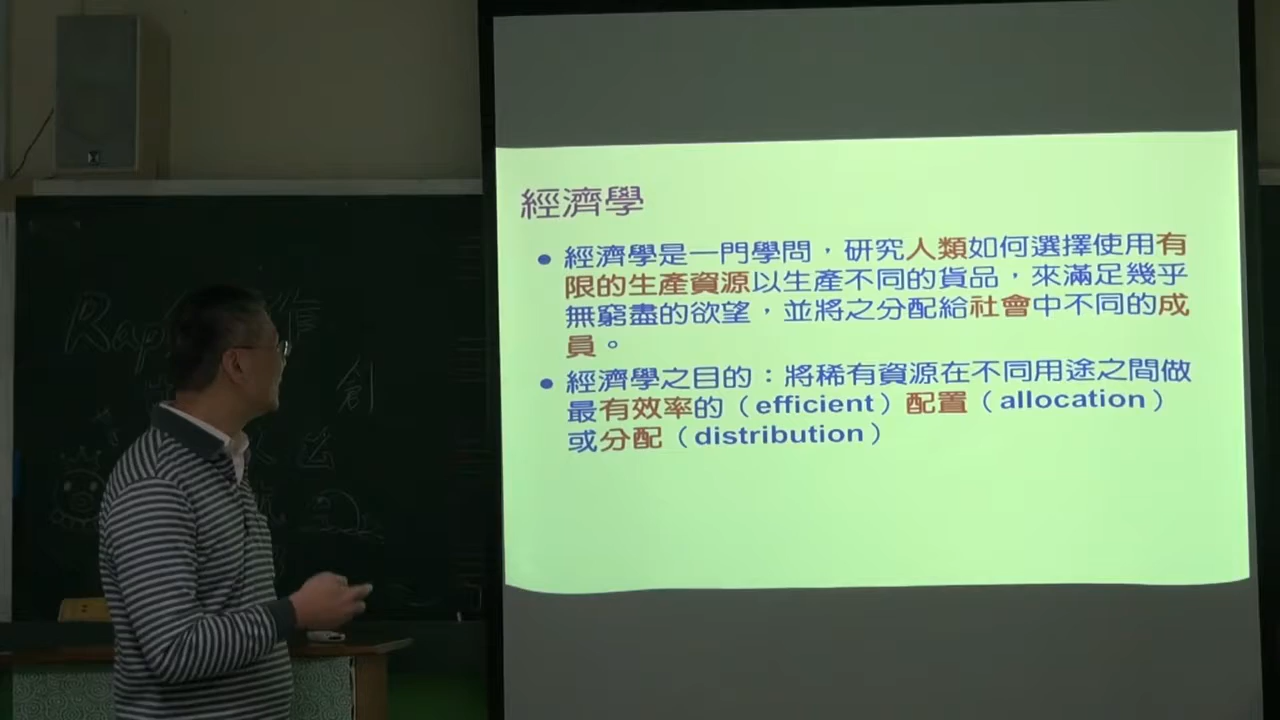 經濟學
• 經濟學是一門學問，研究人類如何選擇使用有
限的生產資源以生產不同的貨品，來滿足幾乎
無窮盡的欲望，並將之分配給社會中不同的成
員。
• 經濟學之目的：將稀有資源在不同用途之間做
最有效率的（efficient）配置（allocation）
或分配（distribution）
創